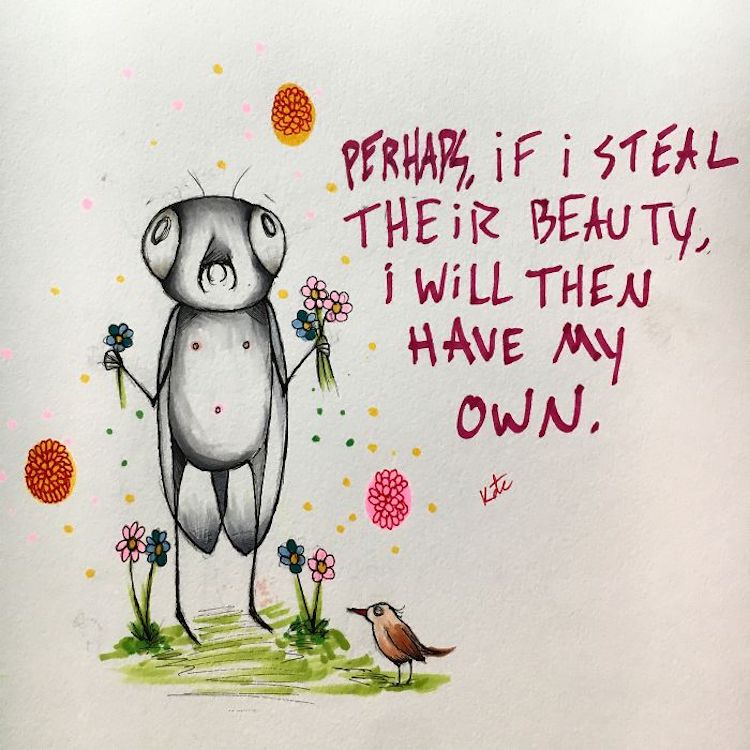 PERHAPS, iF i STEAL
THEiR BEAUTY,
i WiLL THEN
HAVE MY
OWN.
Kate